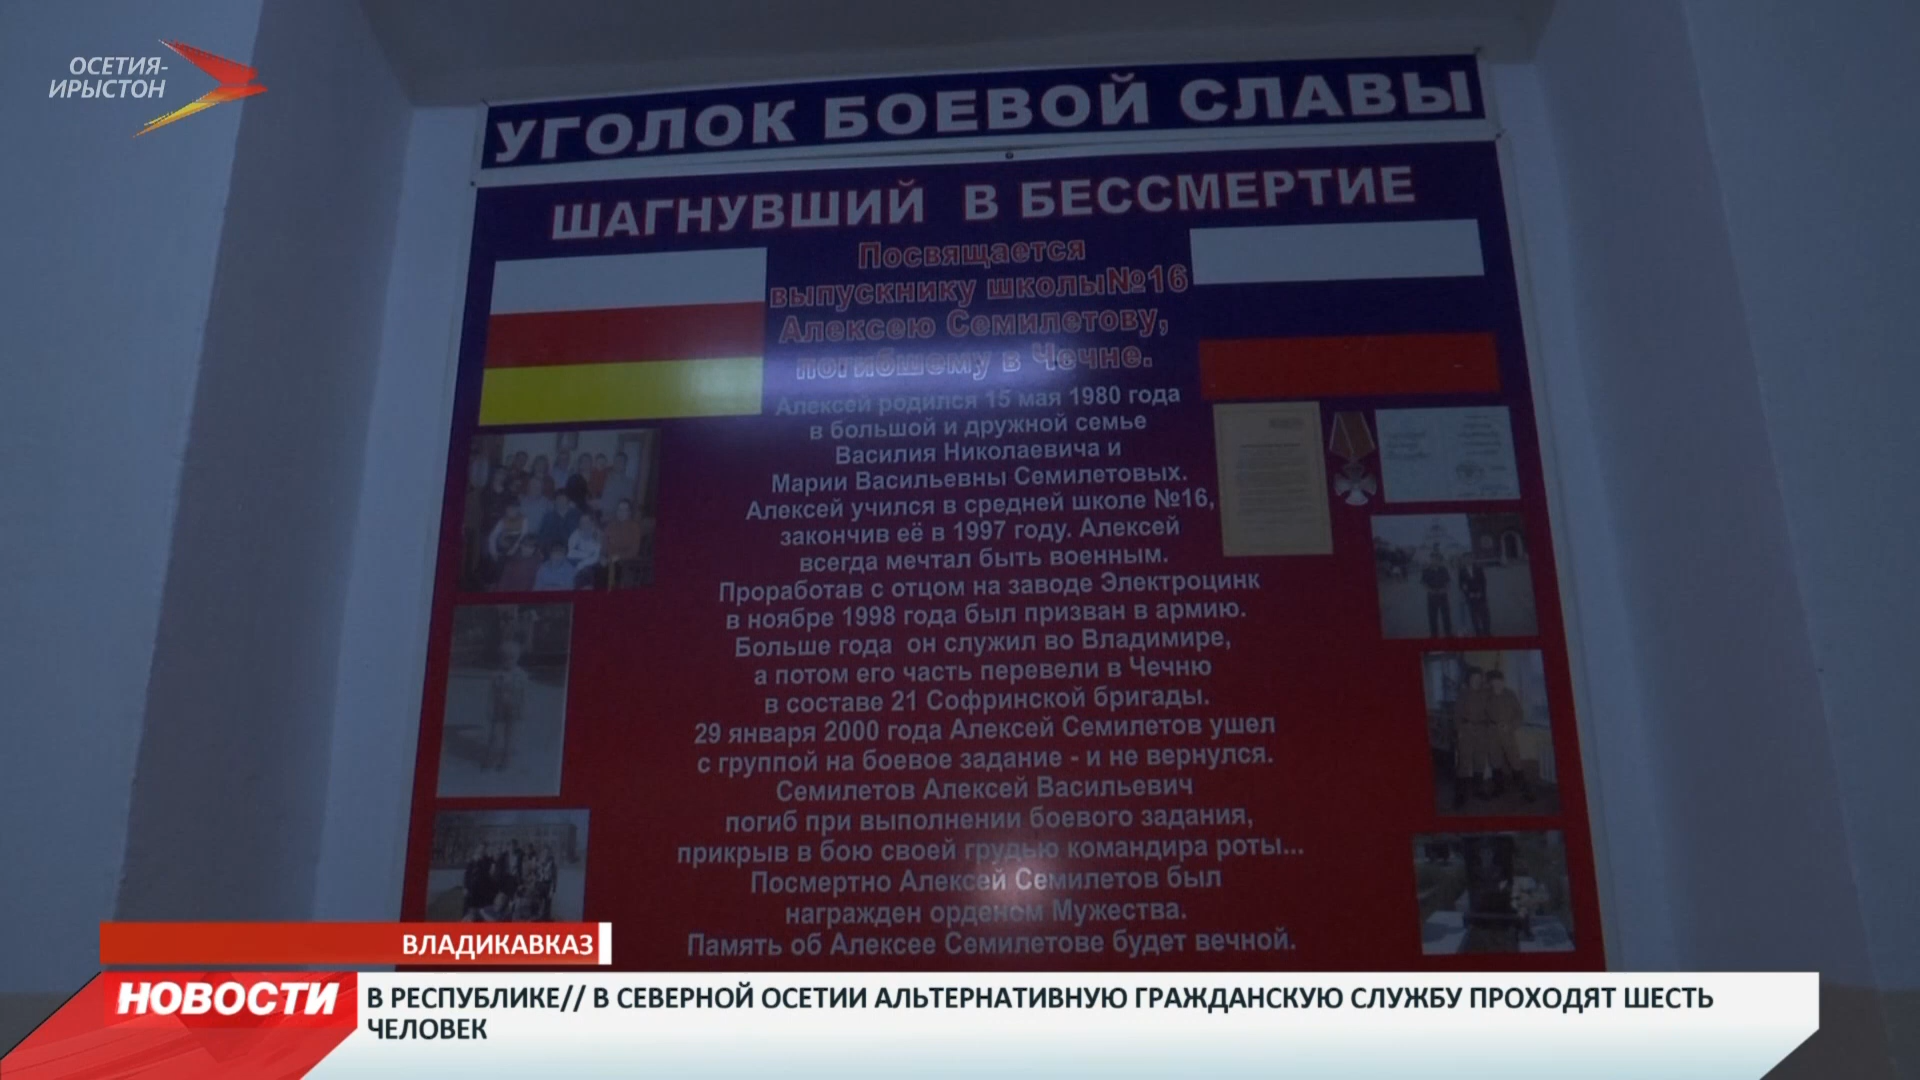 ОСЕТИЯ-
ИРЫСТОН
УГОЛОК БОЕВОЙ СЛАВЫ
ШАГНУВШИЙ В БЕССМЕРТИЕ
Посвящается
выпускнику школы№16
Алексею Семилетову,
погибшему в Чечне.
Алексей родился 15 мая 1980 года
в большой и дружной семье
Василия Николаевича и
Марии Васильевны Семилетовых.
Алексей учился в средней школе №16,
закончив её в 1997 году. Алексей
всегда мечтал быть военным.
Проработав с отцом на заводе Электроцинк
в ноябре 1998 года был призван в армию.
Больше года он служил во Владимире,
а потом его часть перевели в Чечню
в составе 21 Софринской бригады.
29 января 2000 года Алексей Семилетов ушел
с группой на боевое задание - и не вернулся.
Семилетов Алексей Васильевич
погиб при выполнении боевого задания,
прикрыв в бою своей грудью командира роты...
Посмертно Алексей Семилетов был
награжден орденом Мужества.
Память об Алексее Семилетове будет вечной.
ВЛАДИКАВКАЗ
НОВОСТИ
В РЕСПУБЛИКЕ// В СЕВЕРНОЙ ОСЕТИИ АЛЬТЕРНАТИВНУЮ ГРАЖДАНСКУЮ СЛУЖБУ ПРОХОДЯТ ШЕСТЬ
ЧЕЛОВЕК